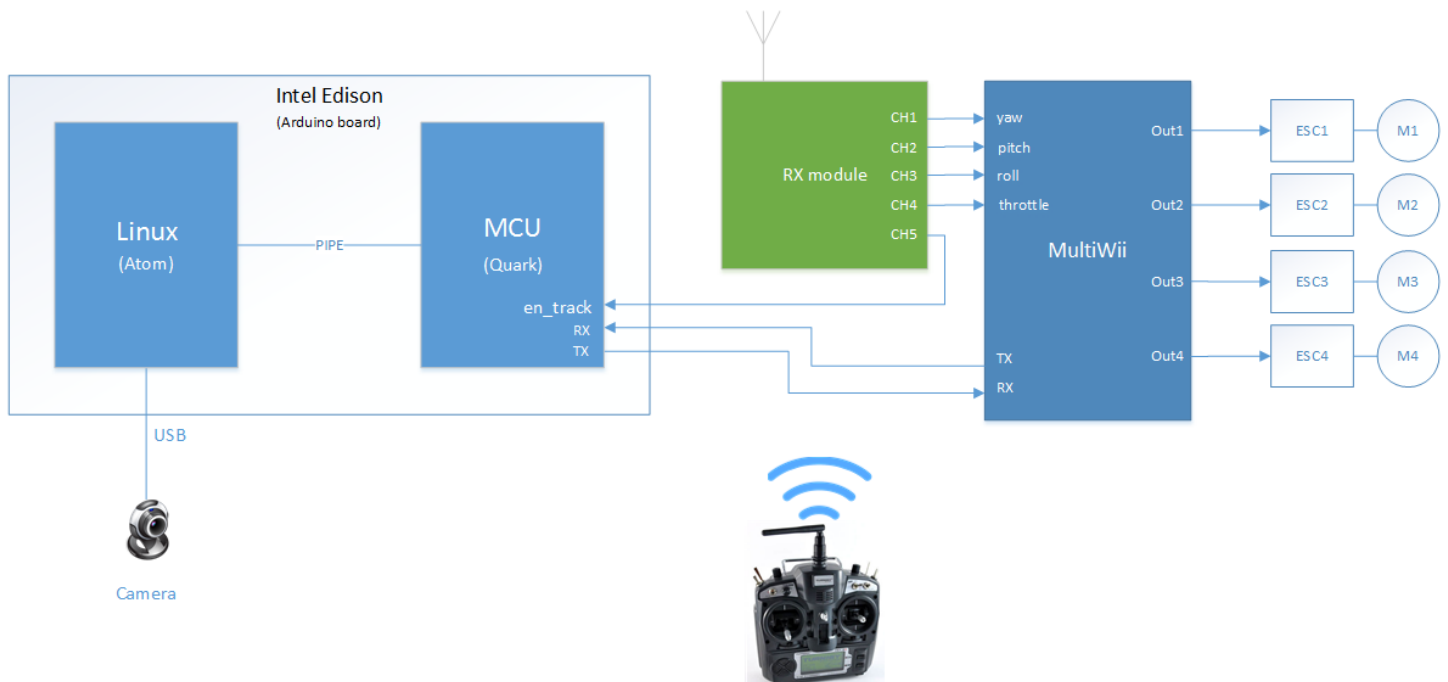 Intel Edison
(Arduino board)
Linux
(Atom)
PIPE
MCU
(Quark)
en_track
RX
TX
USB
Camera
RX module
CH1
CH2
CH3
CH4
CH5
yaw
pitch
roll
throttle
MultiWii
TX
RX
Out1
Out2
Out3
Out4
ESC1
M1
ESC2
M2
ESC3
M3
ESC4
M4